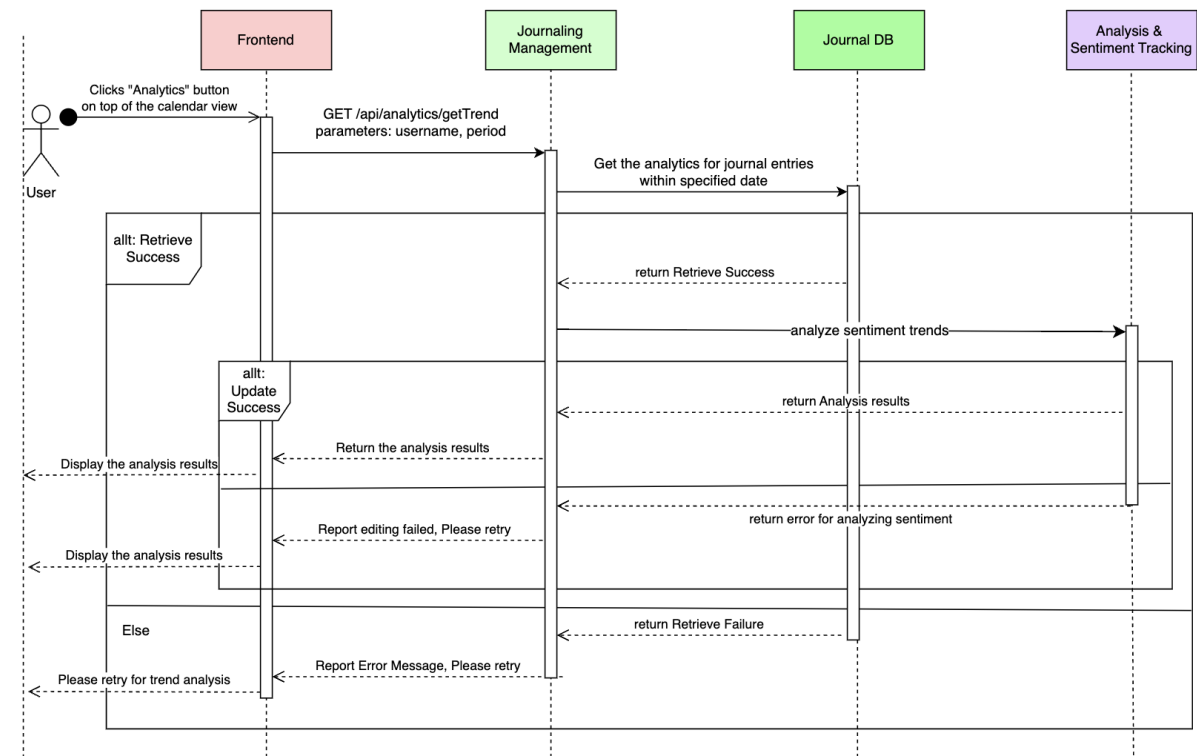 Frontend
Journaling
Management
Journal DB
Analysis &
Sentiment Tracking
Clicks "Analytics" button
on top of the calendar view
GET /api/analytics/getTrend
parameters: username, period
Get the analytics for journal entries
within specified date
User
allt: Retrieve
Success
return Retrieve Success
analyze sentiment trends
allt:
Update
Success
return Analysis results
Return the analysis results
Display the analysis results
return error for analyzing sentiment
Report editing failed, Please retry
Display the analysis results
Else
return Retrieve Failure
Report Error Message, Please retry
Please retry for trend analysis